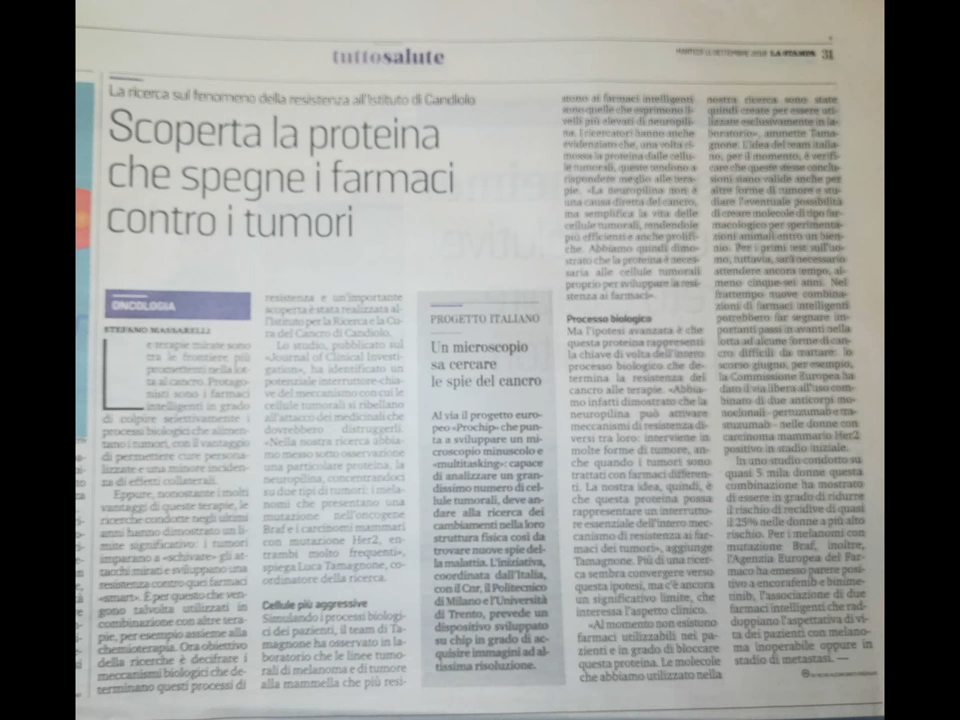 tuttosalute
MARTEDÌ 11 SETTEMBRE 2018 LA STAMPA 31
La ricerca sul fenomeno della resistenza all'Istituto di Candiolo
Scoperta la proteina
che spegne i farmaci
contro i tumori
ONCOLOGIA
STEFANO MASSARELLI
Le terapie mirate sono
tra le frontiere più
promettenti nella lot-
ta al cancro. Protago-
nisti sono i farmaci
intelligenti in grado
di colpire selettivamente i
processi biologici che alimen-
tano i tumori, con il vantaggio
di permettere cure personal-
izzate e una minore inciden-
za di effetti collaterali.
Eppure, nonostante i molti
vantaggi di queste terapie, le
ricerche condotte negli ultimi
anni hanno dimostrato un li-
mite significativo: i tumori
imparano a «schivare» gli at-
tacchi mirati e sviluppano una
resistenza contro quei farmaci
«smart». È per questo che ven-
gono talvolta utilizzati in
combinazione con altre tera-
pie, per esempio assieme alla
chemioterapia. Ora obiettivo
della ricerche è decifrare i
meccanismi biologici che de-
terminano questi processi di
resistenza e un'importante
scoperta è stata realizzata al-
l'Istituto per la Ricerca e la Cu-
ra del Cancro di Candiolo.
Lo studio, pubblicato sul
«Journal of Clinical Investi-
gation», ha identificato un
potenziale interruttore-chia-
ve del meccanismo con cui le
cellule tumorali si ribellano
all'attacco dei medicinali che
dovrebbero distruggerli.
«Nella nostra ricerca abbia-
mo messo sotto osservazione
una particolare proteina, la
neuropilina, concentrandoci
su due tipi di tumori: i melano-
mi che presentano una
mutazione nell'oncogene
Braf e i carcinomi mammari
con mutazione Her2, en-
trambi molto frequenti»,
spiega Luca Tamagnone, co-
ordinatore della ricerca.
Cellule più aggressive
Simulando i processi biologi-
ci dei pazienti, il team di Ta-
magnone ha osservato in la-
boratorio che le linee tumo-
rali di melanoma e di tumore
alla mammella che più resi-
PROGETTO ITALIANO
Un microscopio
sa cercare
le spie del cancro
Al via il progetto euro-
peo «Prochip» che pun-
ta a sviluppare un mi-
croscopio minuscolo e
«multitasking»: capace
di analizzare un gran-
dissimo numero di cel-
lule tumorali, deve an-
dare alla ricerca dei
cambiamenti nella loro
struttura fisica così da
trovare nuove spie del-
la malattia. L'iniziativa,
coordinata dall'Italia,
con il Cnr, il Politecnico
di Milano e l'Università
di Trento, prevede un
dispositivo sviluppato
su chip in grado di ac-
quisire immagini ad al-
tissima risoluzione.
stono ai farmaci intelligenti
sono quelle che esprimono li-
velli più elevati di neuropili-
na. I ricercatori hanno anche
evidenziato che, una volta ri-
mossa la proteina dalle cellu-
le tumorali, queste tendono a
rispondere meglio alle tera-
pie. «La neuropilina non è
una causa diretta del cancro,
ma semplifica la vita delle
cellule tumorali, rendendole
più efficienti e anche prolifi-
che. Abbiamo quindi dimo-
strato che la proteina è neces-
saria alle cellule tumorali
proprio per sviluppare la resi-
stenza ai farmaci».
Processo biologico
Ma l'ipotesi avanzata è che
questa proteina rappresenti
la chiave di volta dell'intero
processo biologico che de-
termina la resistenza del
cancro alle terapie. «Abbia-
mo infatti dimostrato che la
neuropilina può attivare
meccanismi di resistenza di-
versi tra loro: interviene in
molte forme di tumore, an-
che quando i tumori sono
trattati con farmaci differen-
ti. La nostra idea, quindi, è
che questa proteina possa
rappresentare un interrutto-
re essenziale dell'intero mec-
canismo di resistenza ai far-
maci dei tumori», aggiunge
Tamagnone. Più di una ricer-
ca sembra convergere verso
questa ipotesi, ma c'è ancora
un significativo limite, che
interessa l'aspetto clinico.
«Al momento non esistono
farmaci utilizzabili nei pa-
zienti e in grado di bloccare
questa proteina. Le molecole
che abbiamo utilizzato nella
nostra ricerca sono state
quindi create per essere uti-
lizzate esclusivamente in la-
boratorio», ammette Tama-
gnone. L'idea del team italia-
no, per il momento, è verifi-
care che queste stesse conclu-
sioni siano valide anche per
altre forme di tumore e stu-
diare l'eventuale possibilità
di creare molecole di tipo far-
macologico per sperimenta-
zioni animali entro un bien-
nio. Per i primi test sull'uo-
mo, tuttavia, sarà necessario
attendere ancora tempo, al-
meno cinque-sei anni. Nel
frattempo nuove combina-
zioni di farmaci intelligenti
potrebbero far segnare im-
portanti passi in avanti nella
lotta ad alcune forme di can-
cro difficili da trattare: lo
scorso giugno, per esempio,
la Commissione Europea ha
dato il via libera all'uso com-
binato di due anticorpi mo-
noclonali - pertuzumab e tra-
stuzumab - nelle donne con
carcinoma mammario Her2
positivo in stadio iniziale.
In uno studio condotto su
quasi 5 mila donne questa
combinazione ha mostrato
di essere in grado di ridurre
il rischio di recidive di quasi
il 25% nelle donne a più alto
rischio. Per i melanomi con
mutazione Braf, inoltre,
l'Agenzia Europea del Far-
maco ha emesso parere posi-
tivo a encorafenib e binime-
tinib, l'associazione di due
farmaci intelligenti che rad-
doppiano l'aspettativa di vi-
ta dei pazienti con melano-
ma inoperabile oppure in
stadio di metastasi. —